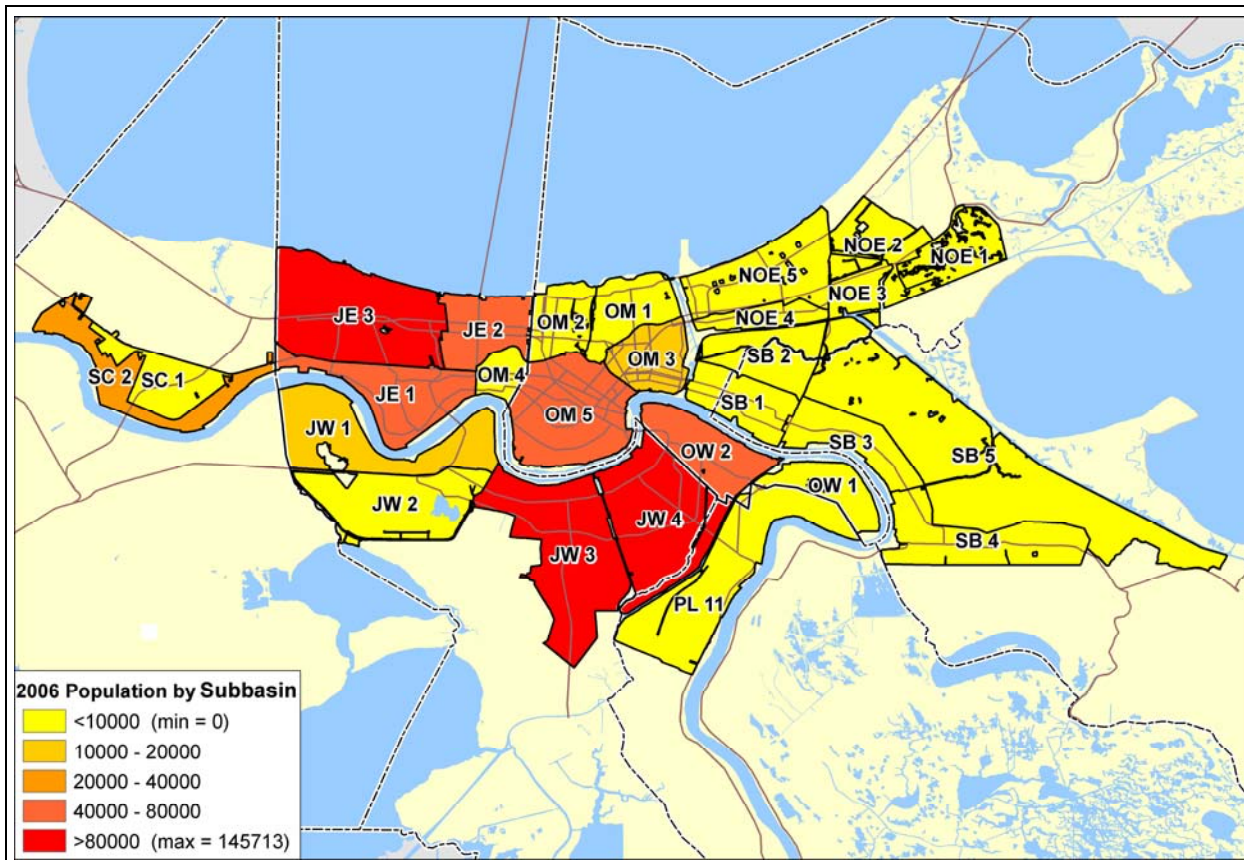 NOE 2
NOE 1
NOE 5
NOE 3
JE 3
JE 2
OM 2
OM 1
NOE 4
OM 3
SB 2
SC 2
SC 1
OM 4
JE 1
OM 5
SB 1
JW 1
OW 2
SB 3
SB 5
OW 1
JW 2
JW 4
SB 4
JW 3
PL 11
2006 Population by Subbasin
<10000 (min = 0)
10000 - 20000
20000 - 40000
40000 - 80000
>80000 (max = 145713)